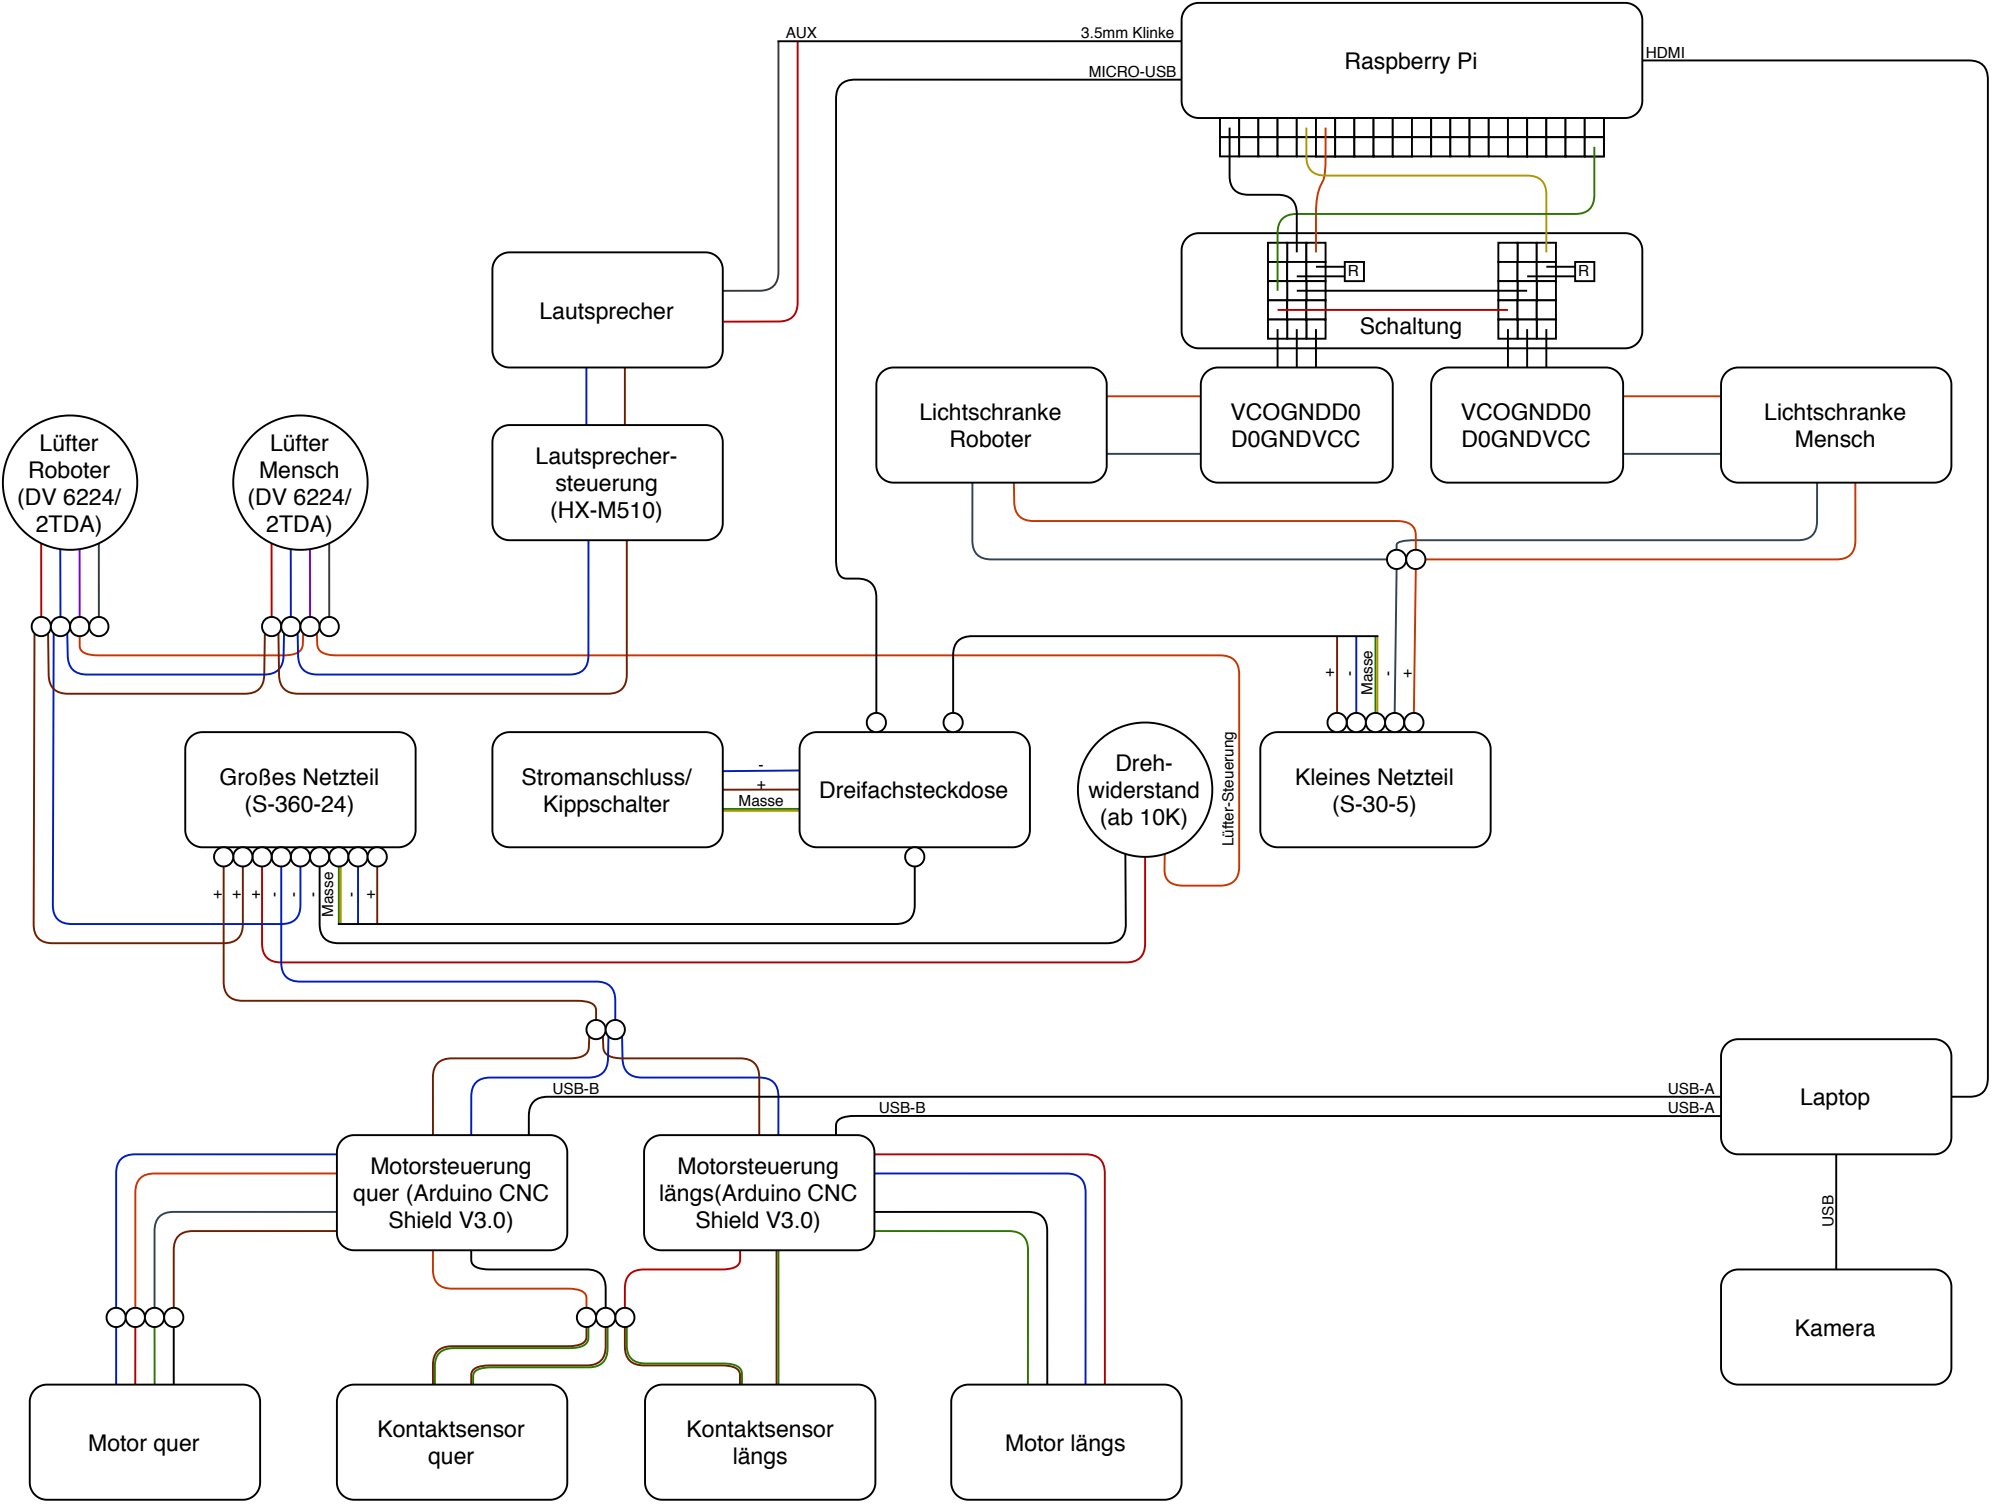 AUX
3.5mm Klinke
MICRO-USB
Raspberry Pi
HDMI
R
R
Schaltung
Lautsprecher
Lautsprecher-
steuerung
(HX-M510)
Lüfter
Roboter
(DV 6224/
2TDA)
Lüfter
Mensch
(DV 6224/
2TDA)
Lichtschranke
Roboter
VCOGNDD0
D0GNDVCC
VCOGNDD0
D0GNDVCC
Lichtschranke
Mensch
+
-
Masse
-
+
Großes Netzteil
(S-360-24)
Stromanschluss/
Kippschalter
-
+
Masse
Dreifachsteckdose
Dreh-
widerstand
(ab 10K)
Lüfter-Steuerung
Kleines Netzteil
(S-30-5)
+
+
+
-
-
-
Masse
-
+
USB-B
USB-A
USB-B
USB-A
Laptop
Motorsteuerung
quer (Arduino CNC
Shield V3.0)
Motorsteuerung
längs(Arduino CNC
Shield V3.0)
USB
Kamera
Motor quer
Kontaktsensor
quer
Kontaktsensor
längs
Motor längs